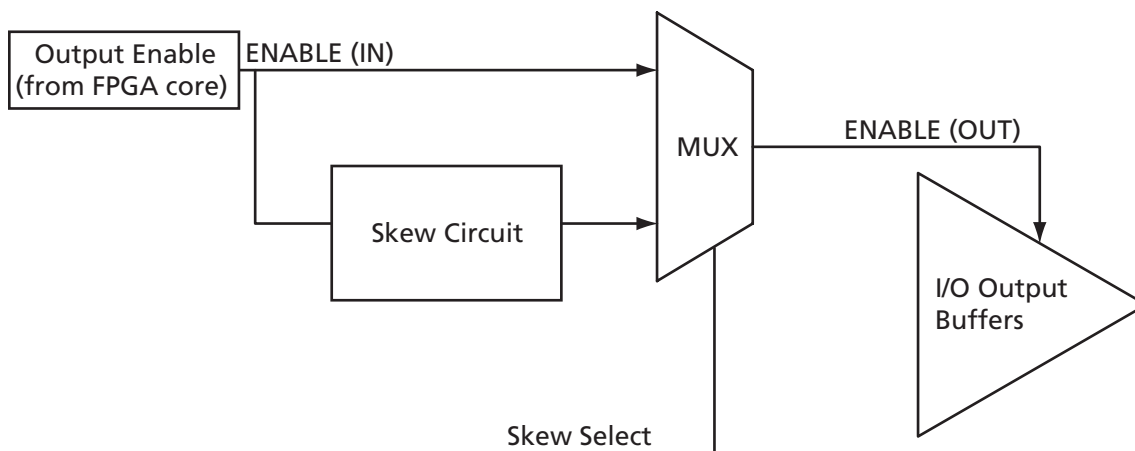 Output Enable
(from FPGA core)
ENABLE (IN)
MUX
ENABLE (OUT)
Skew Circuit
I/O Output
Buffers
Skew Select